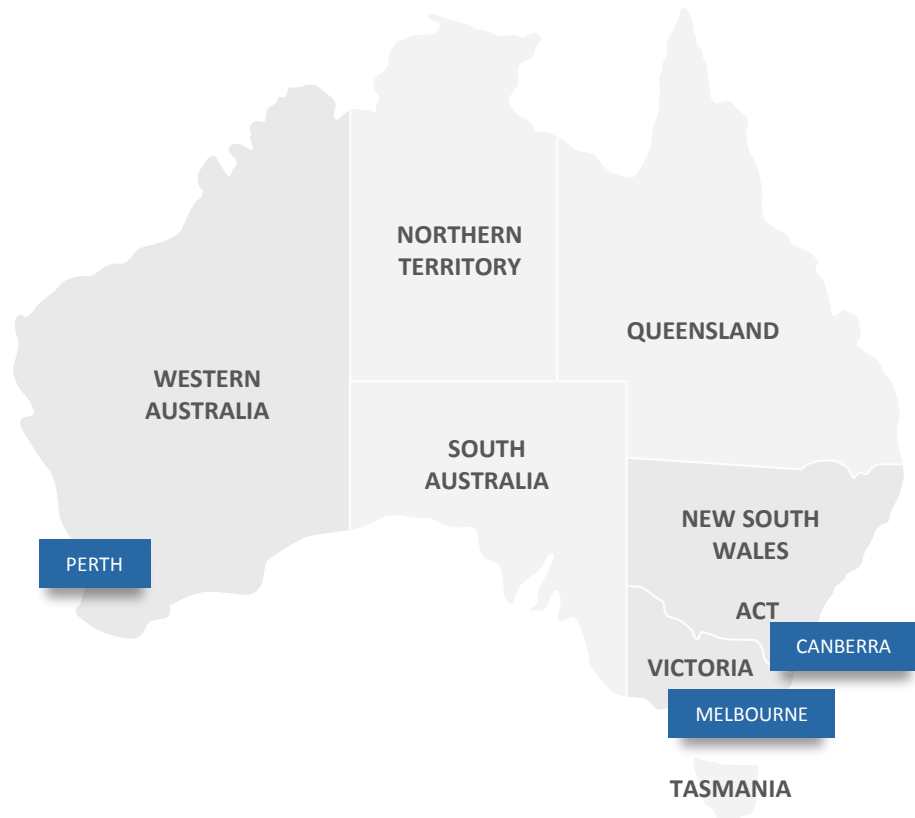 NORTHERN
TERRITORY
QUEENSLAND
WESTERN
AUSTRALIA
SOUTH
AUSTRALIA
NEW SOUTH
WALES
PERTH
ACT
CANBERRA
VICTORIA
MELBOURNE
TASMANIA